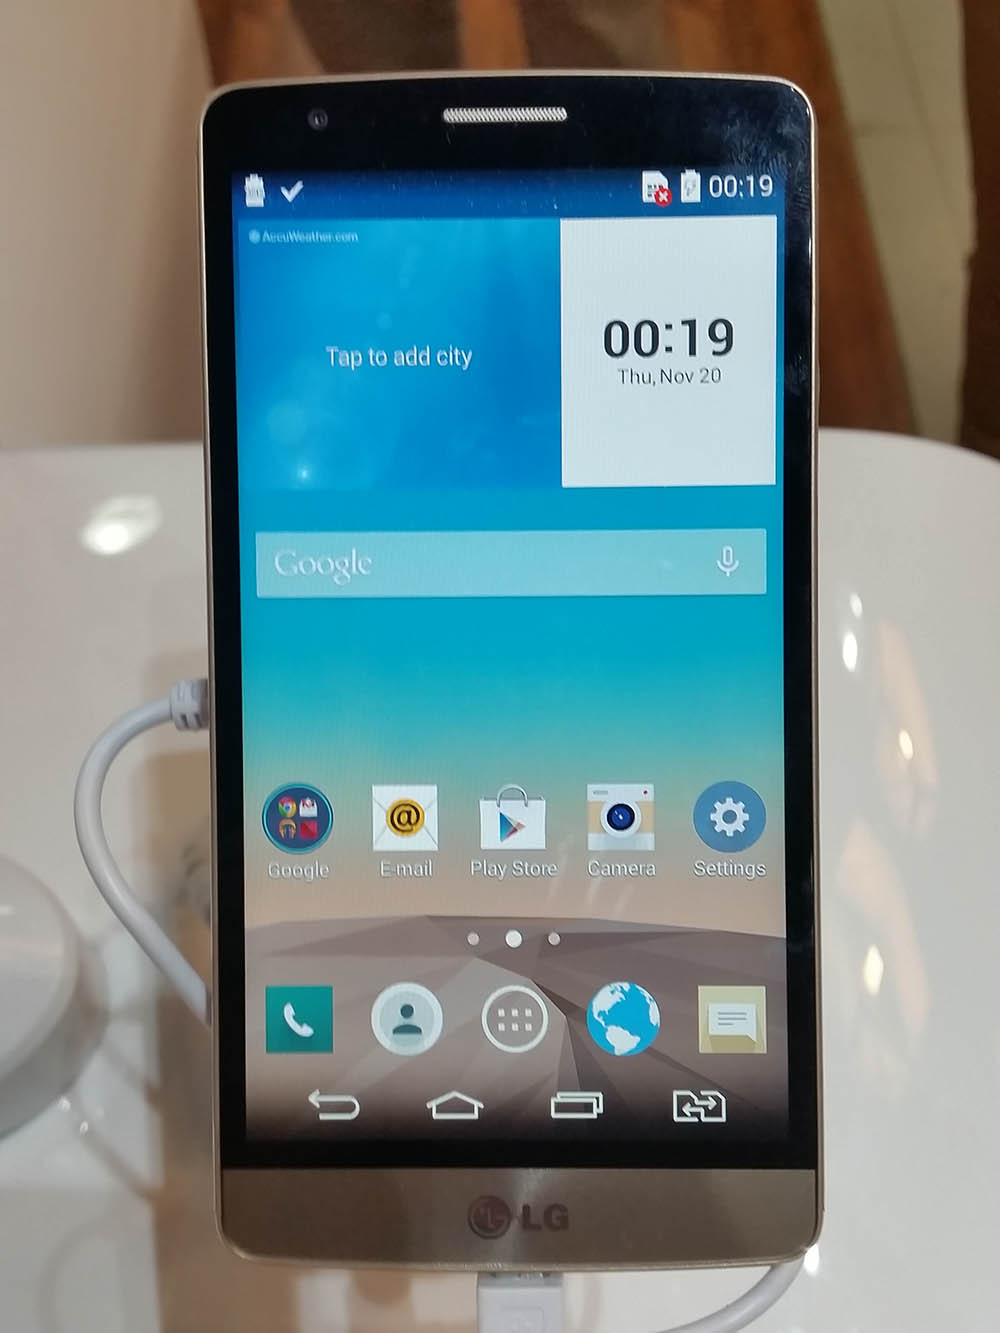 00:19
AccuWeather.com
Tap to add city
00:19
Thu, Nov 20
Google
Google
E-mail
Play Store
Camera
Settings
LG